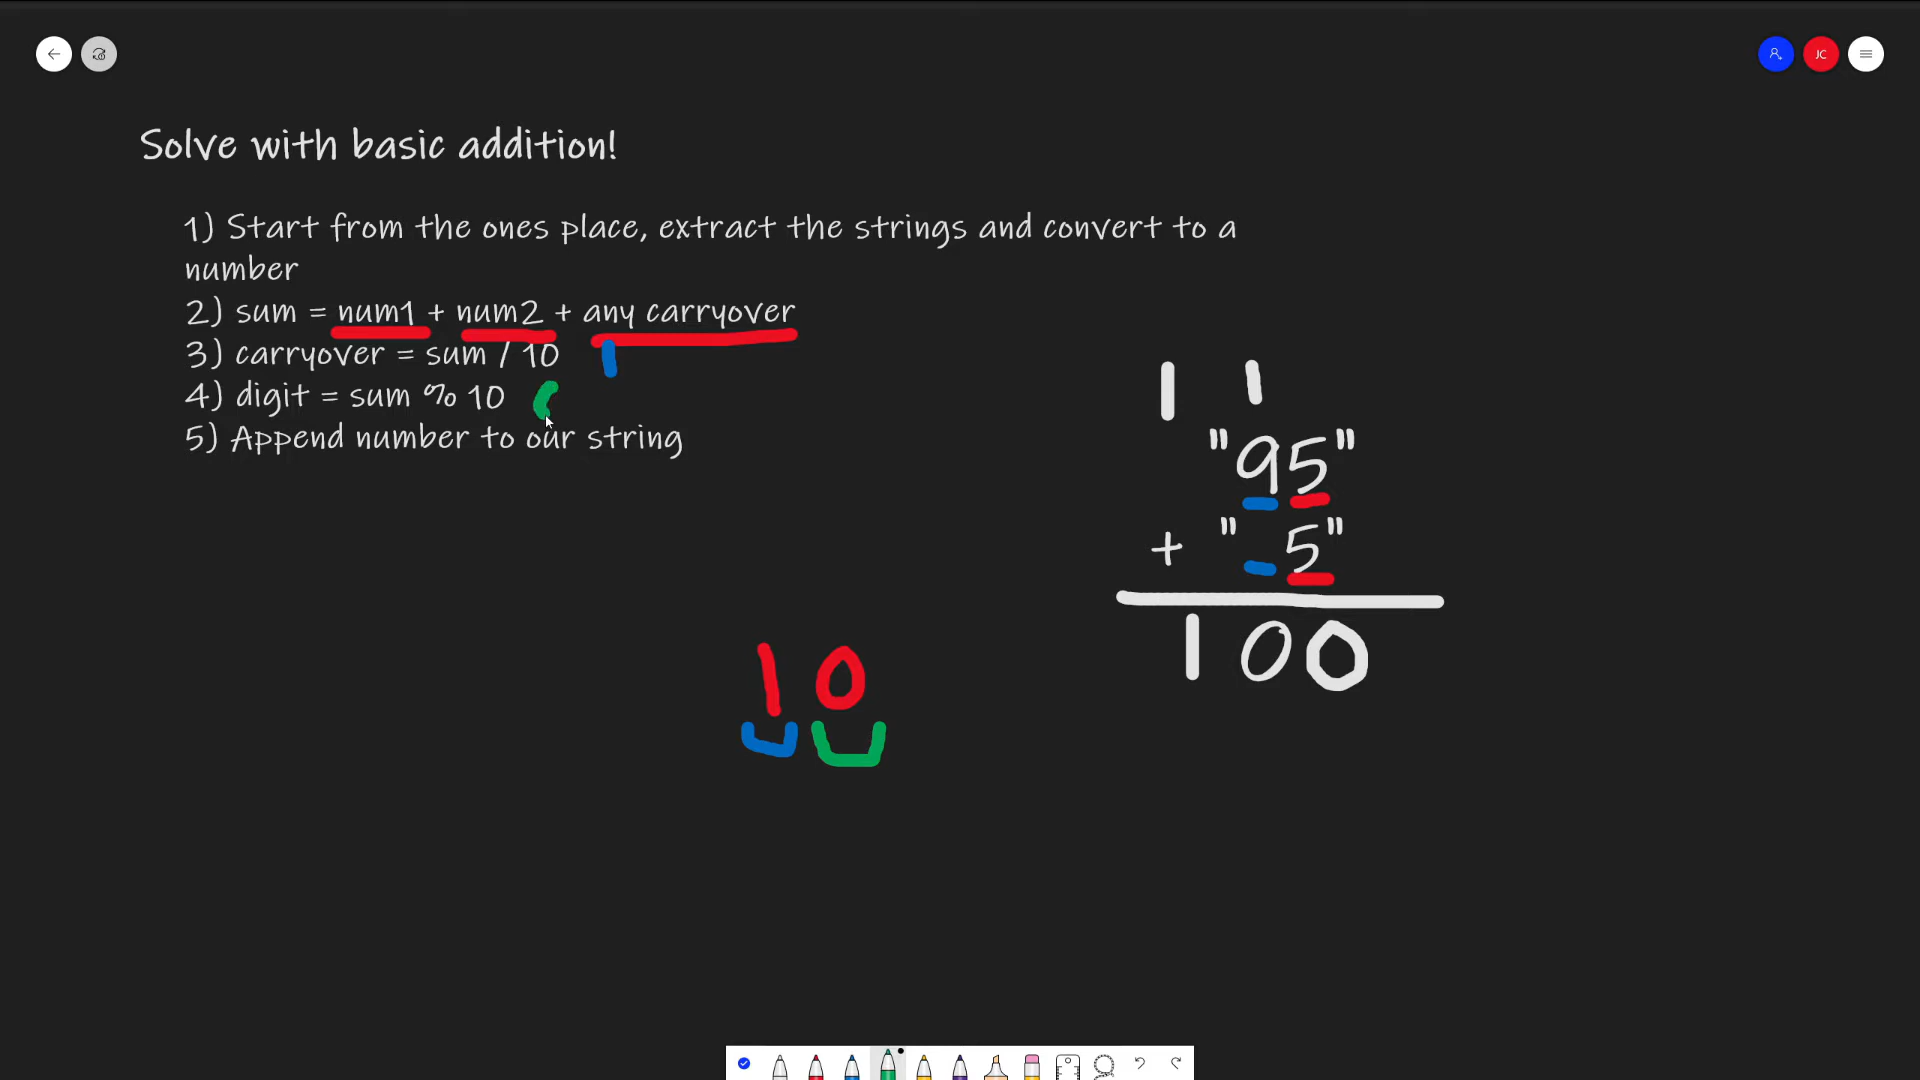 JC
Solve with basic addition!
1) Start from the ones place, extract the strings and convert to a
number
2) sum = num1 + num2 + any carryover
3) carryover = sum / 10
4) digit = sum % 10
5) Append number to our string
1
1 1
"95"
+ " 5"
100
10